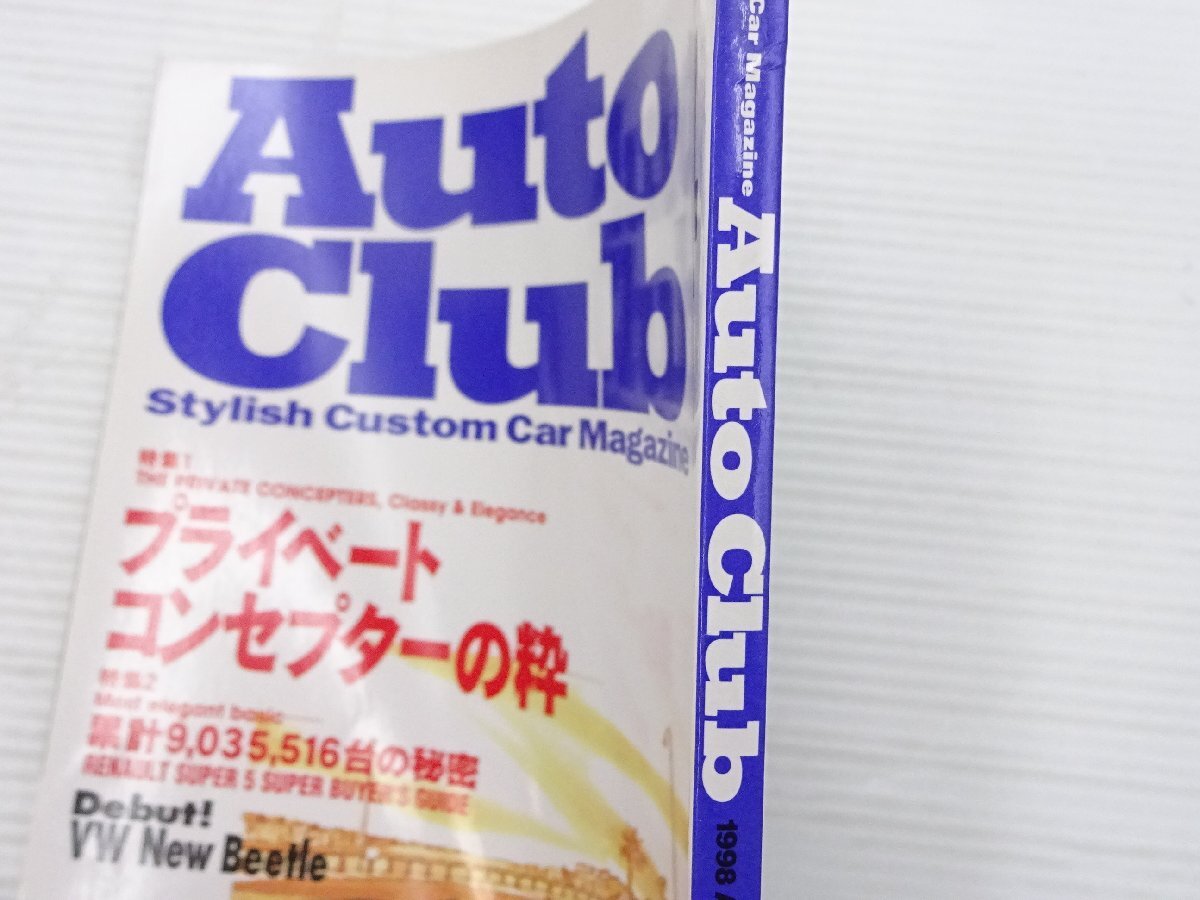 Auto
Club
Stylish Custom Car Magazine
特集1
THE PRIVATE CONCEPTERS, Classy & Elegance
プライベート
コンセプターの粋
特集2
Most elegant basic
累計9,035,516台の秘密
RENAULT SUPER 5 SUPER BUYER'S GUIDE
Debut!
VW New Beetle
Car Magazine Auto Club 1998